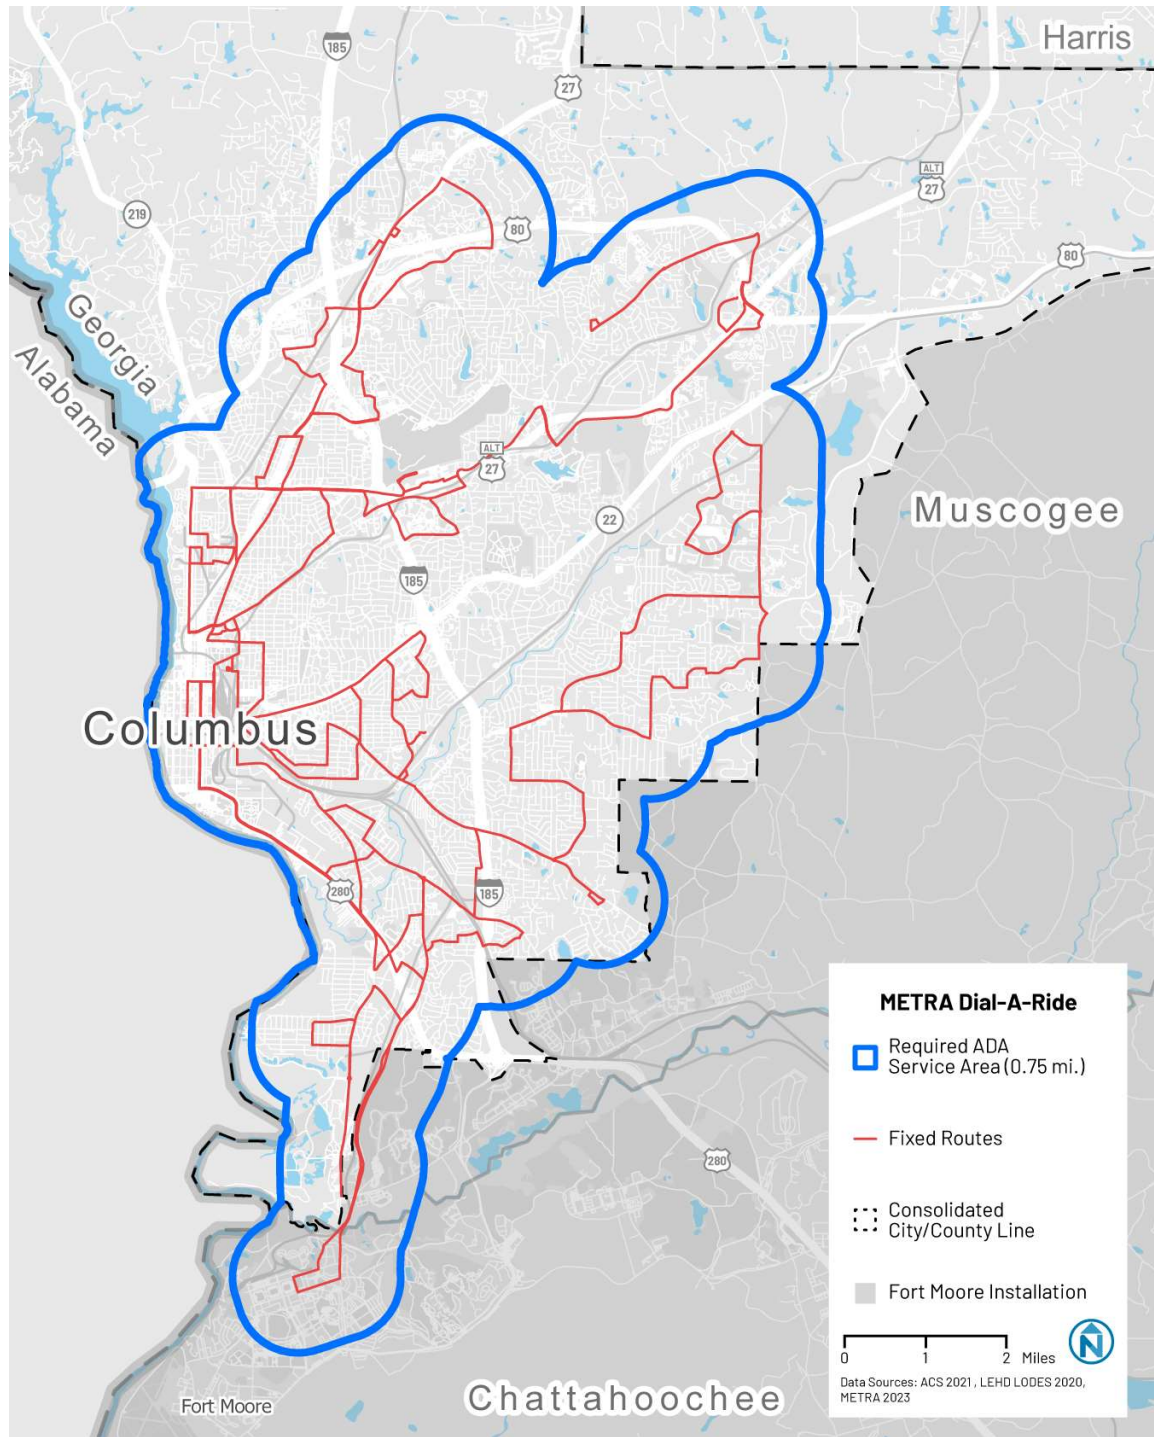 Harris
185
27
ALT
27
219
80
80
Georgia
Alabama
ALT
27
Muscogee
22
185
Columbus
280
185
METRA Dial-A-Ride
Required ADA
Service Area (0.75 mi.)
Fixed Routes
280
Consolidated
City/County Line
Fort Moore Installation
N
0 1 2 Miles
Data Sources: ACS 2021 , LEHD LODES 2020,
METRA 2023
Chattahoochee
Fort Moore